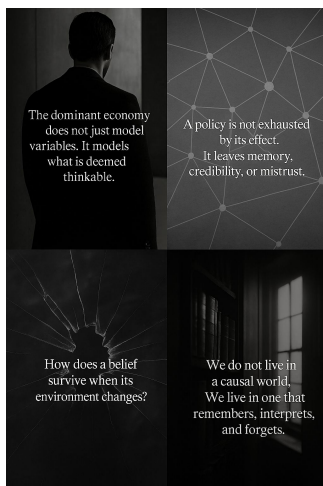 The dominant economy
does not just model
variables. It models
what is deemed
thinkable.
A policy is not exhausted
by its effect.
It leaves memory,
credibility, or mistrust.
How does a belief
survive when its
environment changes?
We do not live in
a causal world,
We live in one that
remembers, interprets,
and forgets.